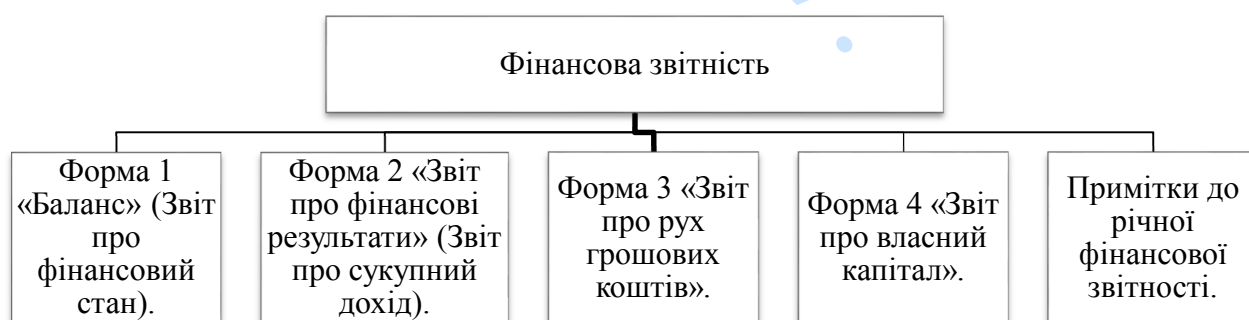 Фінансова звітність
Форма 1
«Баланс» (Звіт
про
фінансовий
стан).
Форма 2 «Звіт
про фінансові
результати» (Звіт
про сукупний
дохід).
Форма 3 «Звіт
про рух
грошових
коштів».
Форма 4 «Звіт
про власний
капітал».
Примітки до
річної
фінансової
звітності.